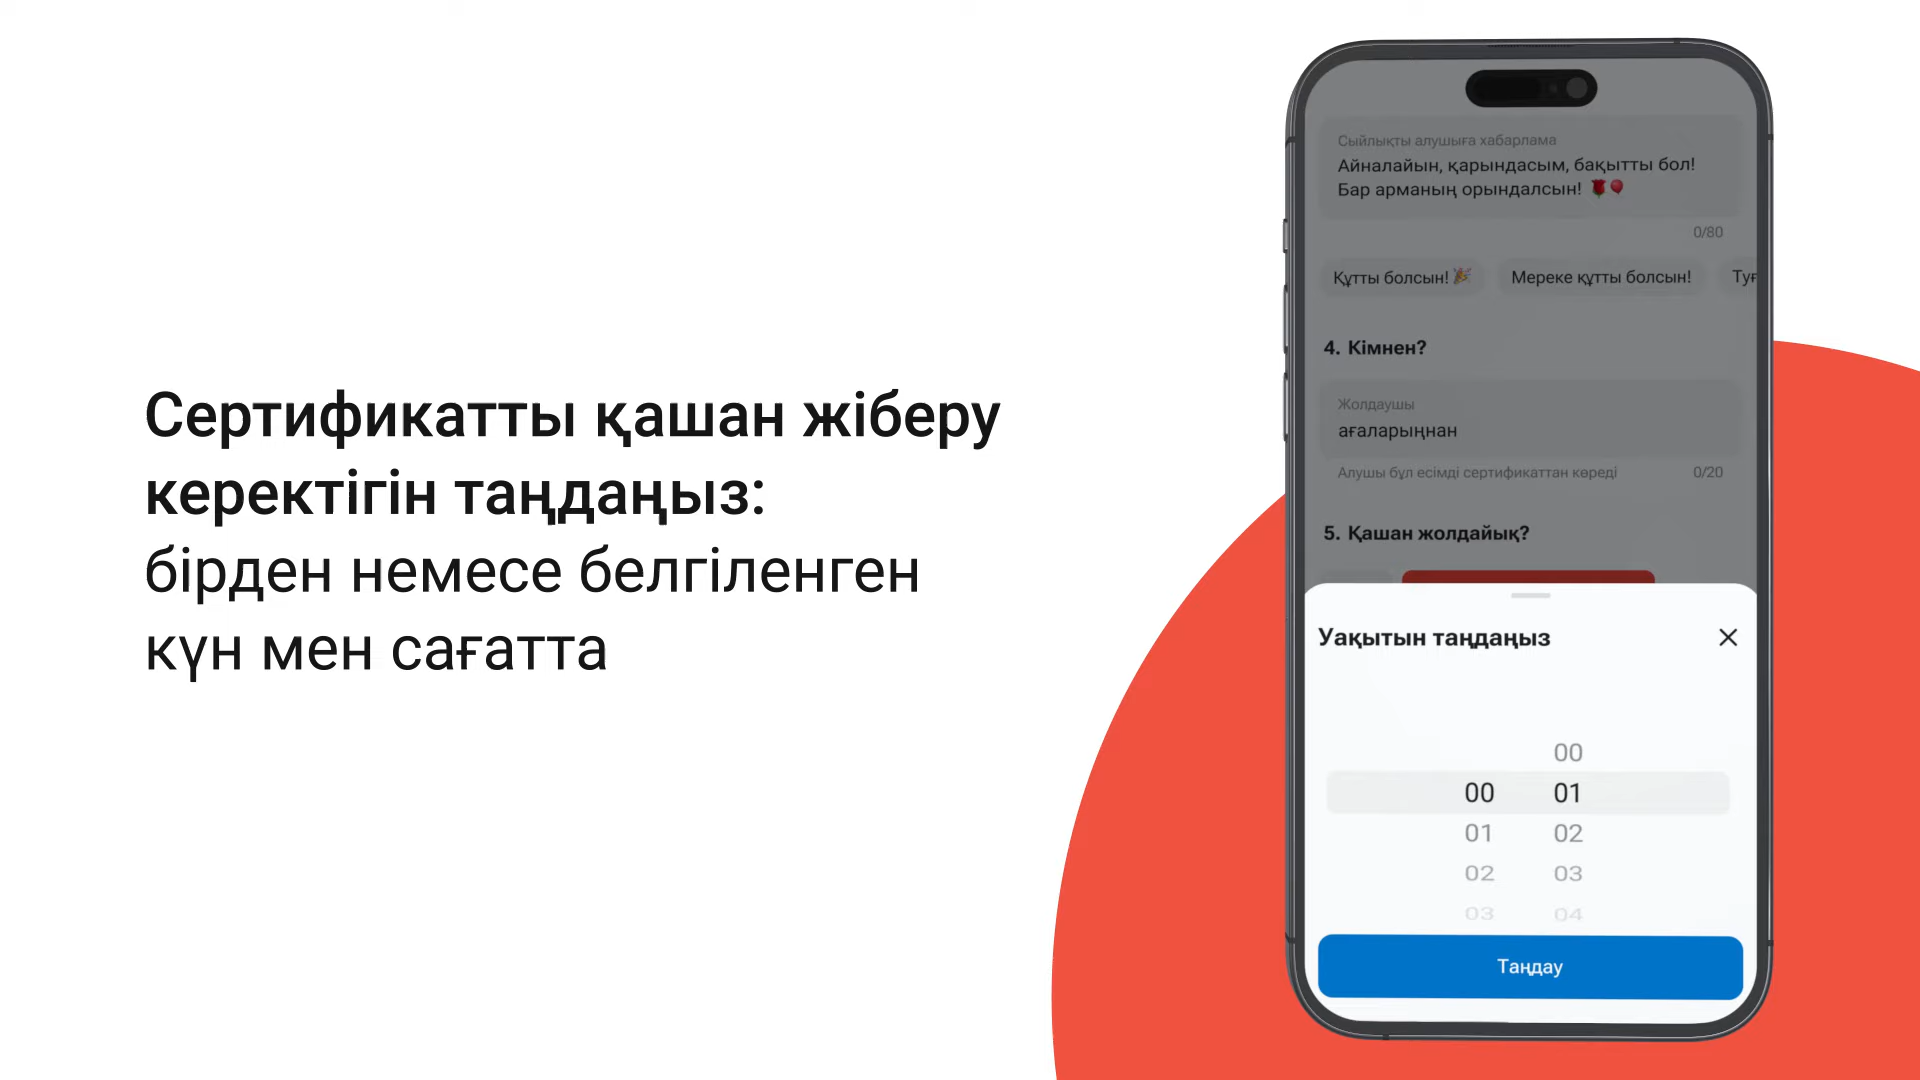 Сертификатты қашан жіберу
керектігін таңдаңыз:
бірден немесе белгіленген
күн мен сағатта
Сыйлықты алушыға хабарлама
Айналайын, қарындасым, бақытты бол!
Бар арманың орындалсын! 🌹🎈
0/80
Құтты болсын! 🎉 Мереке құтты болсын!
4. Кімнен?
Жолдаушы
ағаларыңнан
Алушы бұл есімді сертификаттан көреді 0/20
5. Қашан жолдайық?
Уақытын таңдаңыз
00
00 01
01 02
02 03
03 04
Таңдау